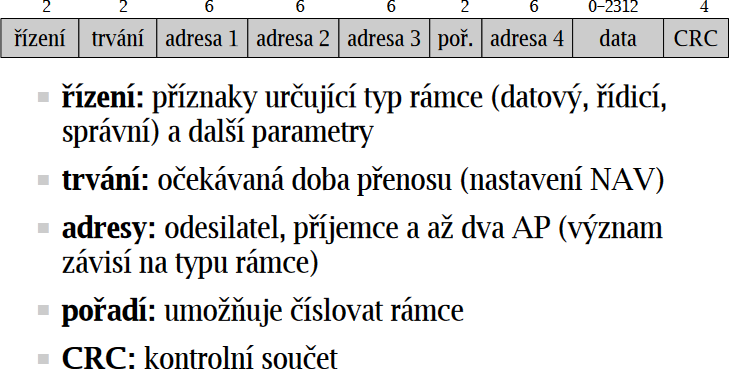 2 2 6 6 6 2 6 0–2312 4
řízení trvání adresa 1 adresa 2 adresa 3 poř. adresa 4 data CRC
řízení: příznaky určující typ rámce (datový, řídicí,
správní) a další parametry
trvání: očekávaná doba přenosu (nastavení NAV)
adresy: odesilatel, příjemce a až dva AP (význam
závisí na typu rámce)
pořadí: umožňuje číslovat rámce
CRC: kontrolní součet